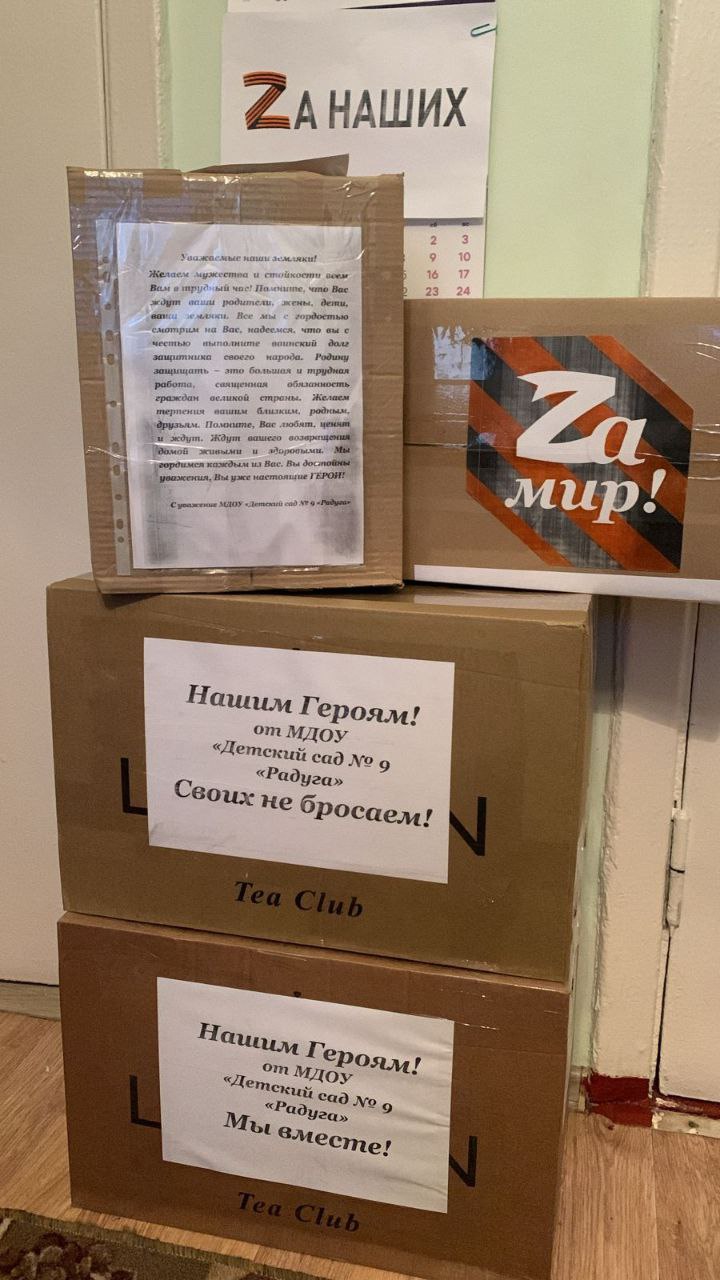 ZА НАШИХ
сб вс
2 3
9 10
16 17
23 24
Уважаемые наши земляки!
Желаем мужества и стойкости всем
Вам в трудный час! Помните, что Вас
ждут ваши родители, жены, дети,
ваши земляки. Все мы с гордостью
смотрим на Вас, надеемся, что вы с
честью выполните воинский долг
защитника своего народа. Родину
защищать – это большая и трудная
работа, священная обязанность
граждан великой страны. Желаем
терпения вашим близким, родным,
друзьям. Помните, Вас любят, ценят
и ждут. Ждут вашего возвращения
домой живыми и здоровыми. Мы
гордимся каждым из Вас. Вы достойны
уважения, Вы уже настоящие ГЕРОИ!
С уважение МДОУ «Детский сад № 9 «Радуга»
Zа
мир!
Нашим Героям!
от МДОУ
«Детский сад № 9
«Радуга»
Своих не бросаем!
L N
Tea Club
Нашим Героям!
от МДОУ
«Детский сад № 9
«Радуга»
Мы вместе!
L N
Tea Club